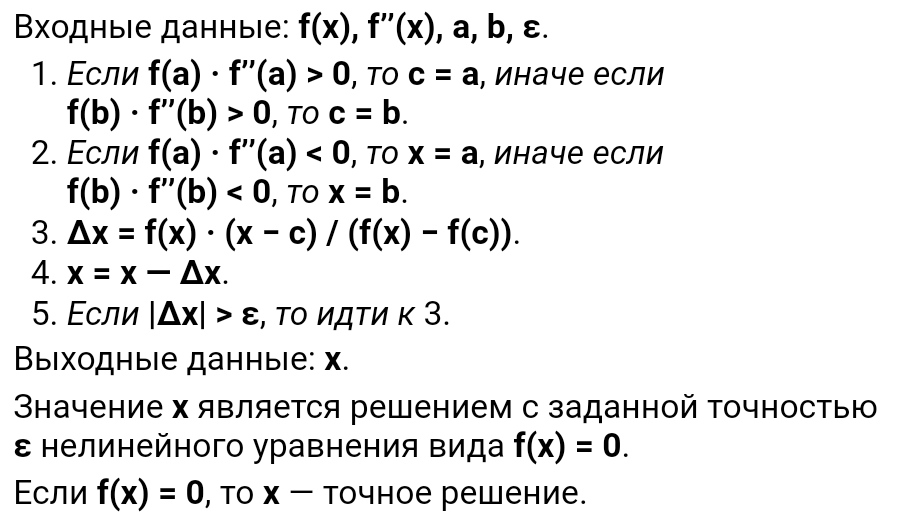 Входные данные: f(x), f’’(x), a, b, ε.
1. Если f(a) · f’’(a) > 0, то c = a, иначе если
f(b) · f’’(b) > 0, то c = b.
2. Если f(a) · f’’(a) < 0, то x = a, иначе если
f(b) · f’’(b) < 0, то x = b.
3. Δx = f(x) · (x − c) / (f(x) − f(c)).
4. x = x — Δx.
5. Если |Δx| > ε, то идти к 3.
Выходные данные: x.
Значение x является решением с заданной точностью
ε нелинейного уравнения вида f(x) = 0.
Если f(x) = 0, то x — точное решение.